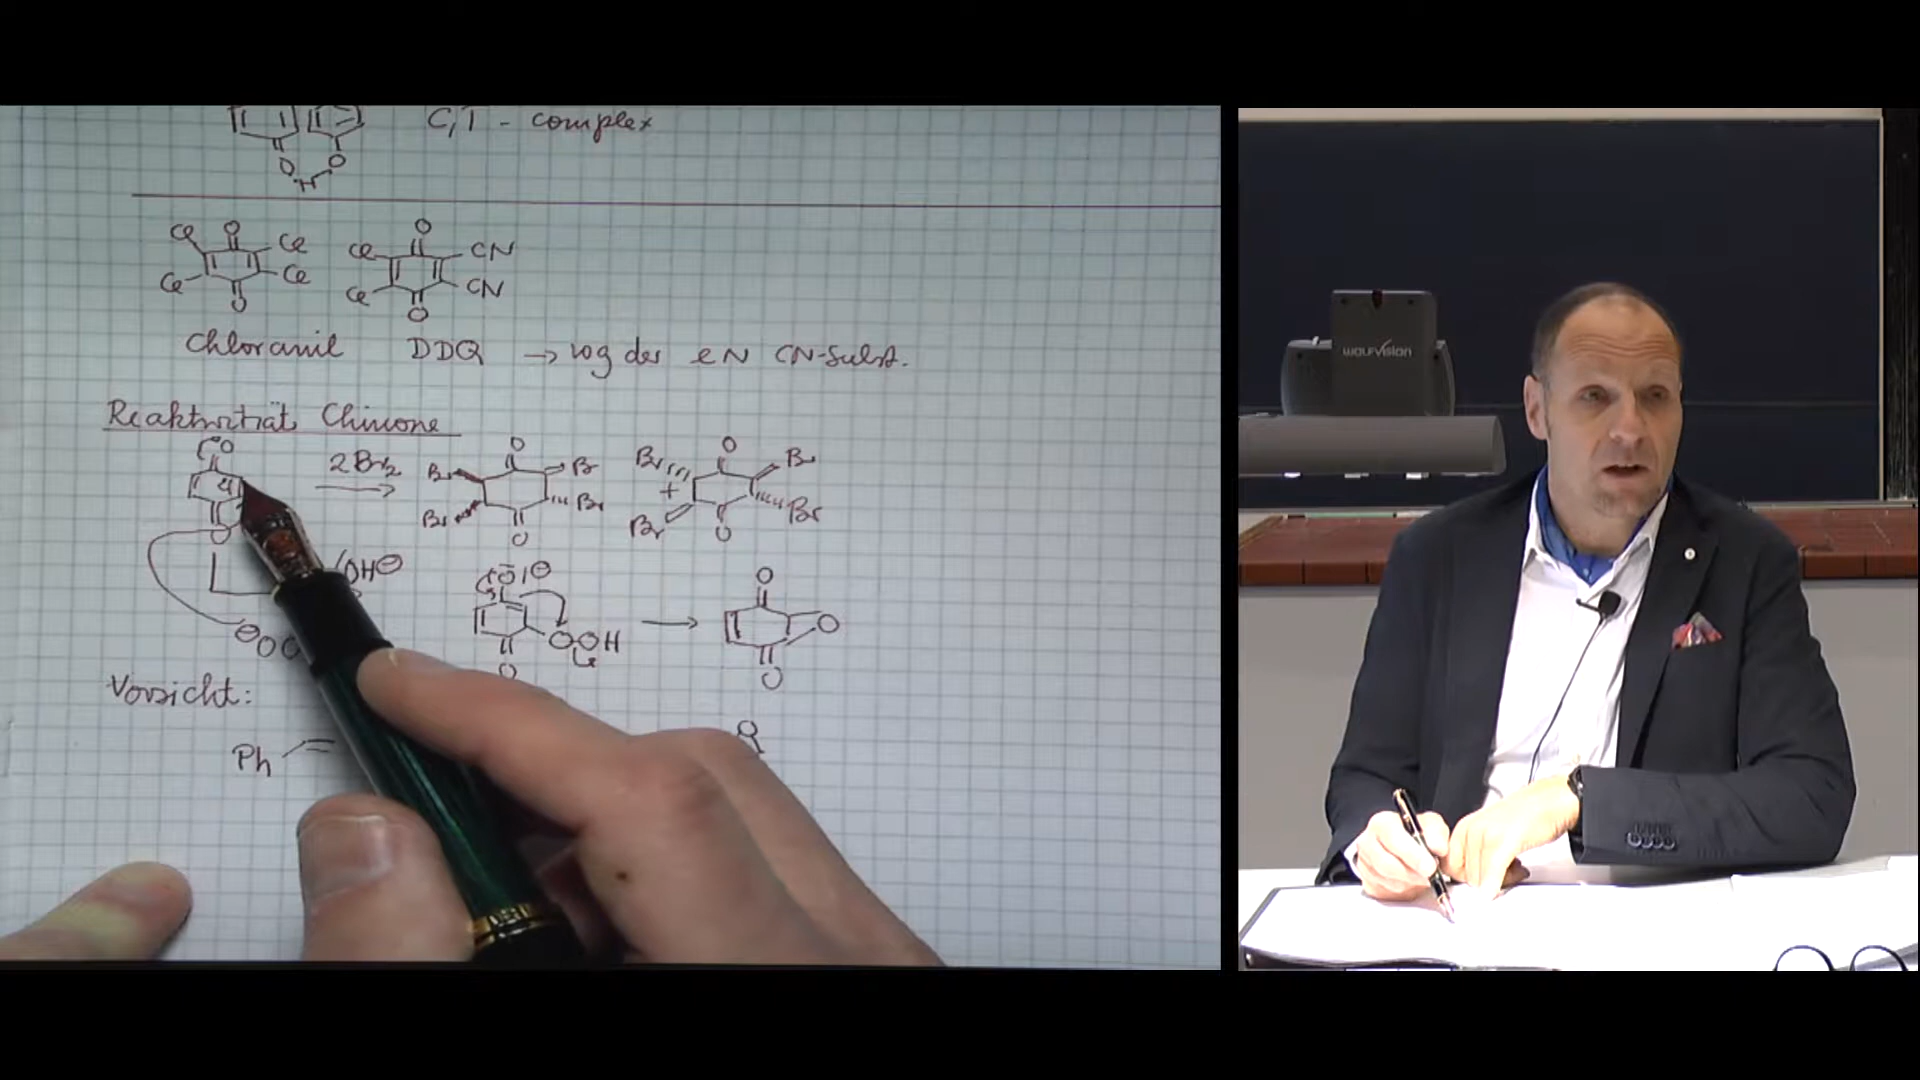 C,T - complex
O O
H
Cl O Cl
Cl O Cl
Cl O CN
Cl O CN
Chloranil DDQ → wg der eN CN-Subst.
Reaktivität Chinone
O 2Br2 Br O Br + Br O Br
O Br O Br Br O Br
OH⊖ |O|⊖ O
⊖OO OOH → O
O O
Vorsicht:
Ph
WOLFVISION